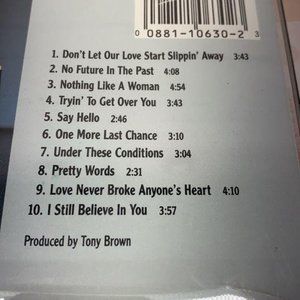 0 0881-10630-2 3
1. Don't Let Our Love Start Slippin' Away 3:43
2. No Future In The Past 4:08
3. Nothing Like A Woman 4:54
4. Tryin' To Get Over You 3:43
5. Say Hello 2:46
6. One More Last Chance 3:10
7. Under These Conditions 3:04
8. Pretty Words 2:31
9. Love Never Broke Anyone's Heart 4:10
10. I Still Believe In You 3:57
Produced by Tony Brown